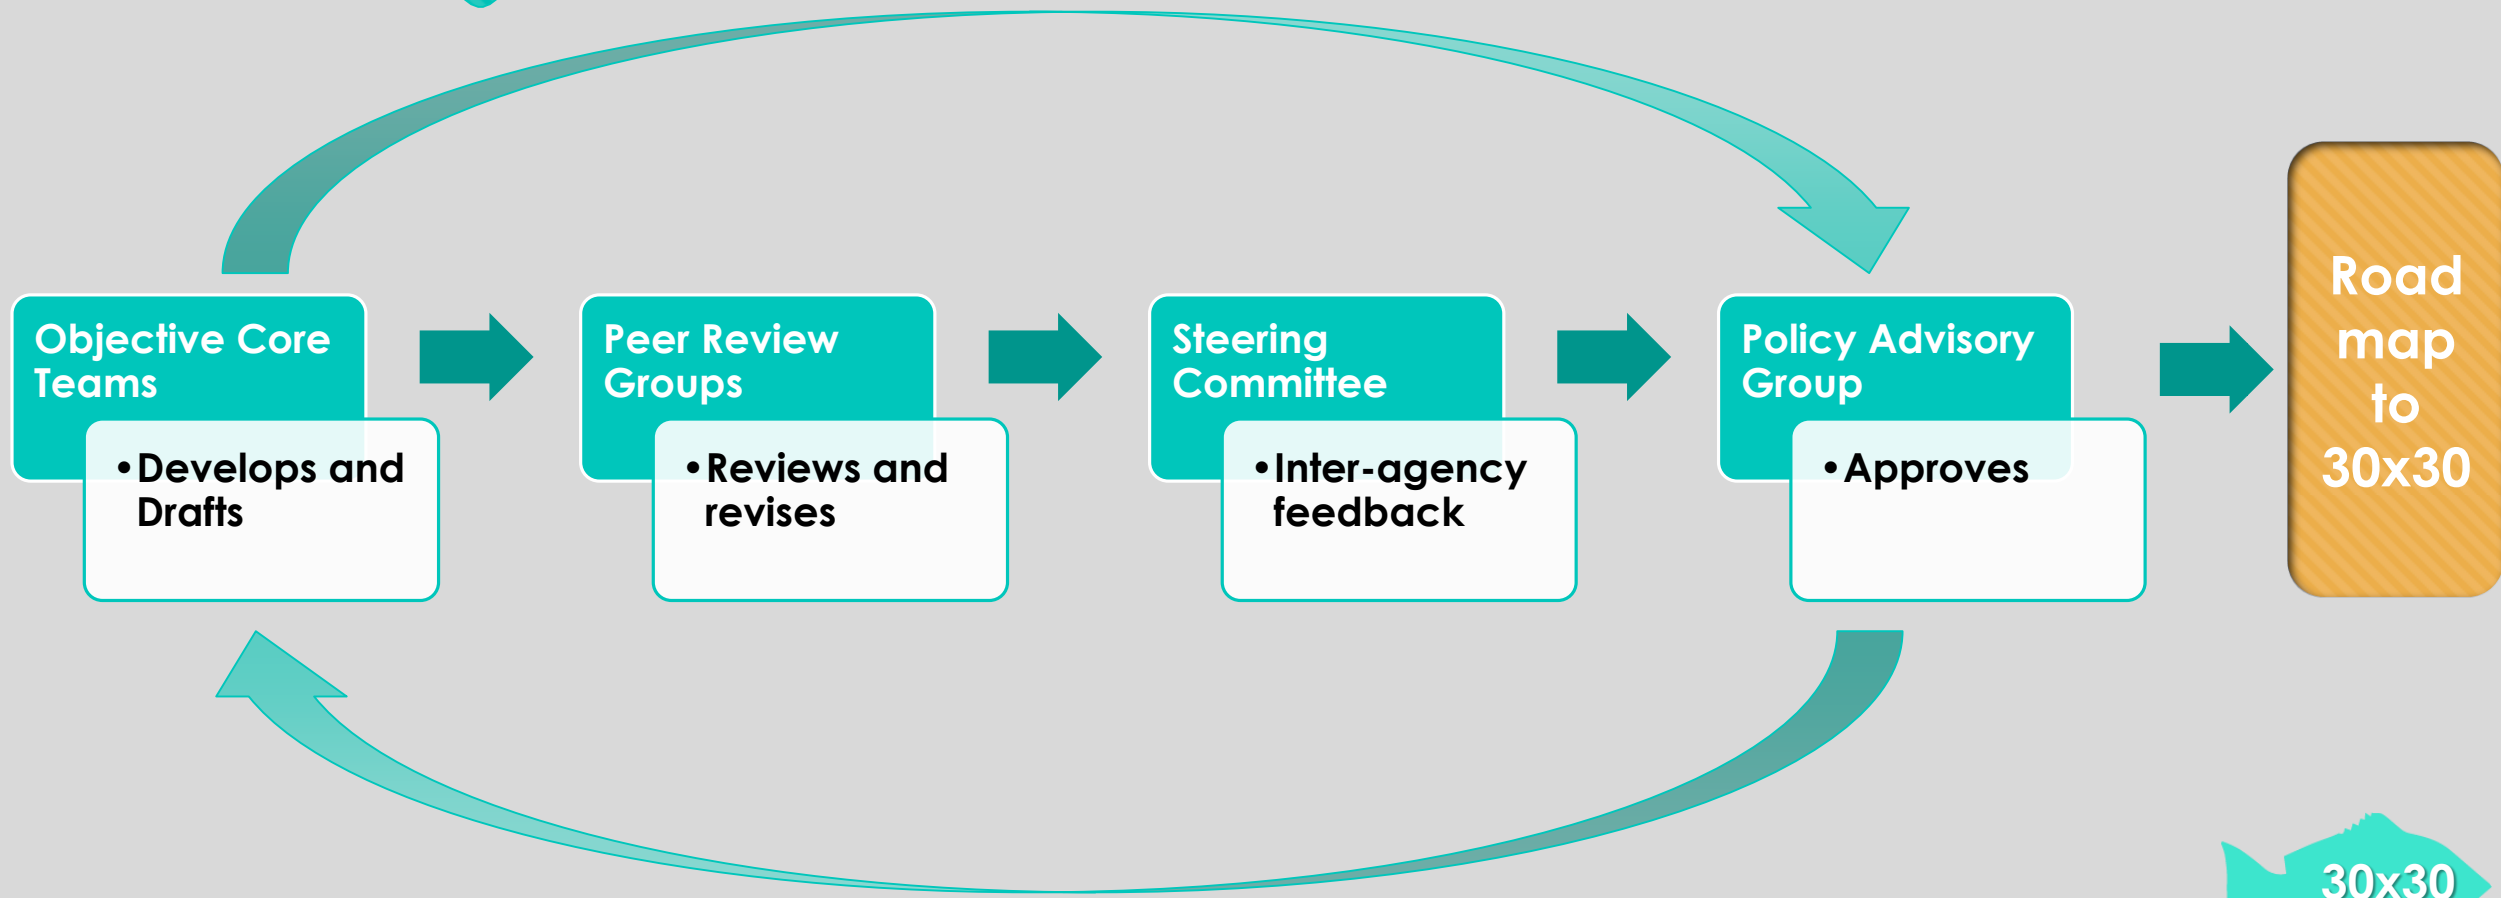 Objective Core
Teams
• Develops and
Drafts
Peer Review
Groups
• Reviews and
revises
Steering
Committee
• Inter-agency
feedback
Policy Advisory
Group
• Approves
Road
map
to
30x30
30x30